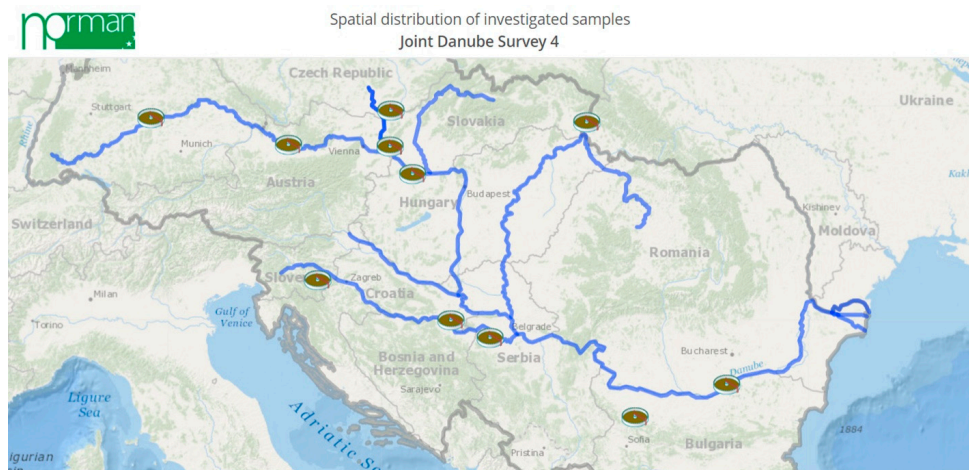 norman
Spatial distribution of investigated samples
Joint Danube Survey 4
Mannheim
Czech Republic
Stuttgart
Slovakia
Ukraine
Rhine
Munich
Vienna
Austria
Budapest
Hungary
Switzerland
Kishinev
Moldova
Romania
Zagreb
Croatia
Milan
Gulf of
Venice
Torino
Belgrade
Bosnia and
Herzegovina
Serbia
Bucharest
Danube
Sarajevo
Ligure
Sea
Adriatic
Sofia
Bulgaria
1884
Pristina